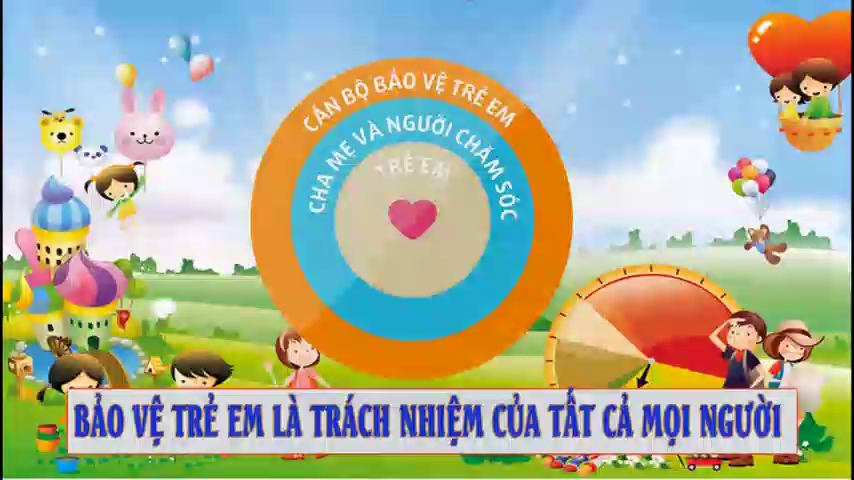 CÁN BỘ BẢO VỆ TRẺ EM
CHA MẸ VÀ NGƯỜI CHĂM SÓC
TRẺ EM
BẢO VỆ TRẺ EM LÀ TRÁCH NHIỆM CỦA TẤT CẢ MỌI NGƯỜI